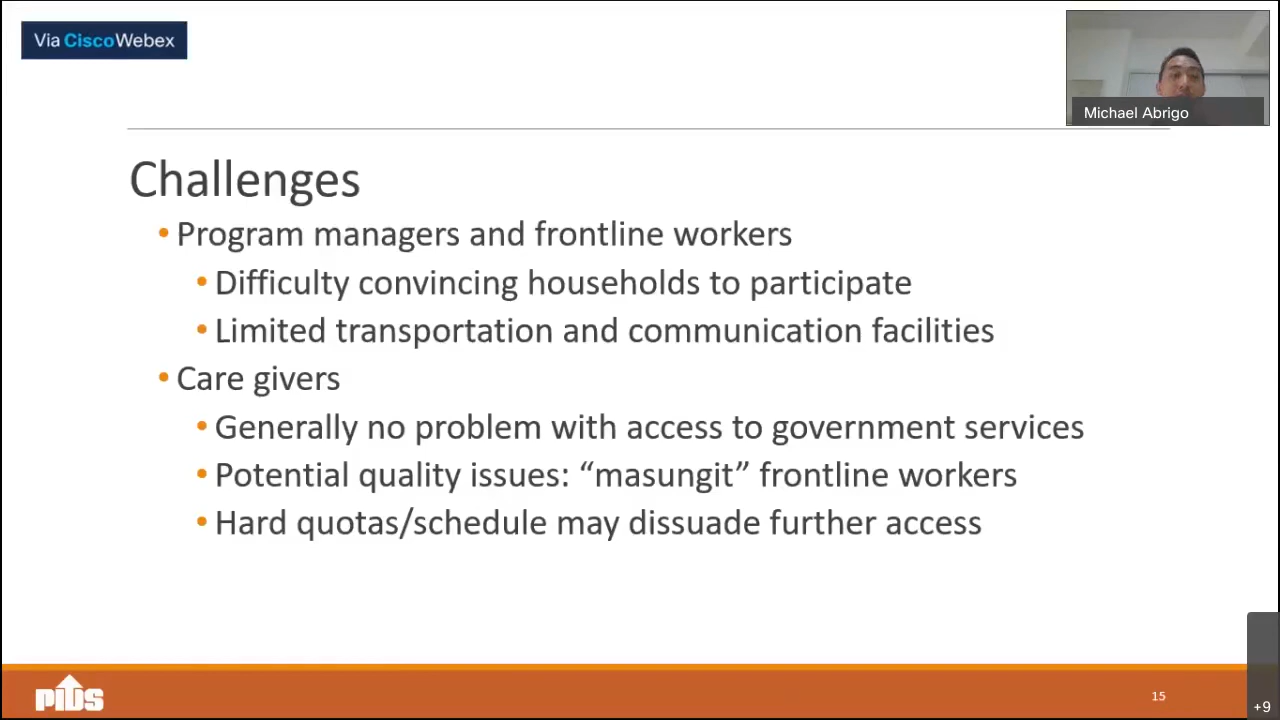 Via CiscoWebex
Michael Abrigo
Challenges
• Program managers and frontline workers
• Difficulty convincing households to participate
• Limited transportation and communication facilities
• Care givers
• Generally no problem with access to government services
• Potential quality issues: “masungit” frontline workers
• Hard quotas/schedule may dissuade further access
pids
15
+9